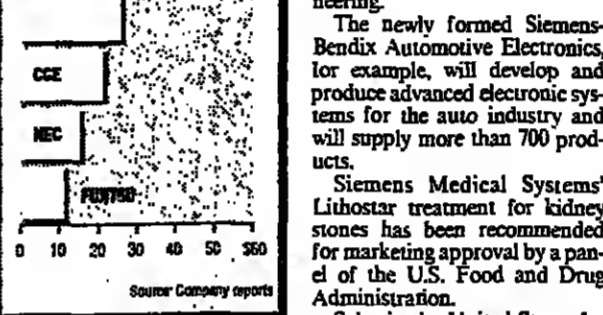 CGE
NEC
FUJITSU
0 10 20 30 40 50 $60
Source: Company reports
neering.
The newly formed Siemens-
Bendix Automotive Electronics,
for example, will develop and
produce advanced electronic sys-
tems for the auto industry and
will supply more than 700 prod-
ucts.
Siemens Medical Systems'
Lithostar treatment for kidney
stones has been recommended
for marketing approval by a pan-
el of the U.S. Food and Drug
Administration.